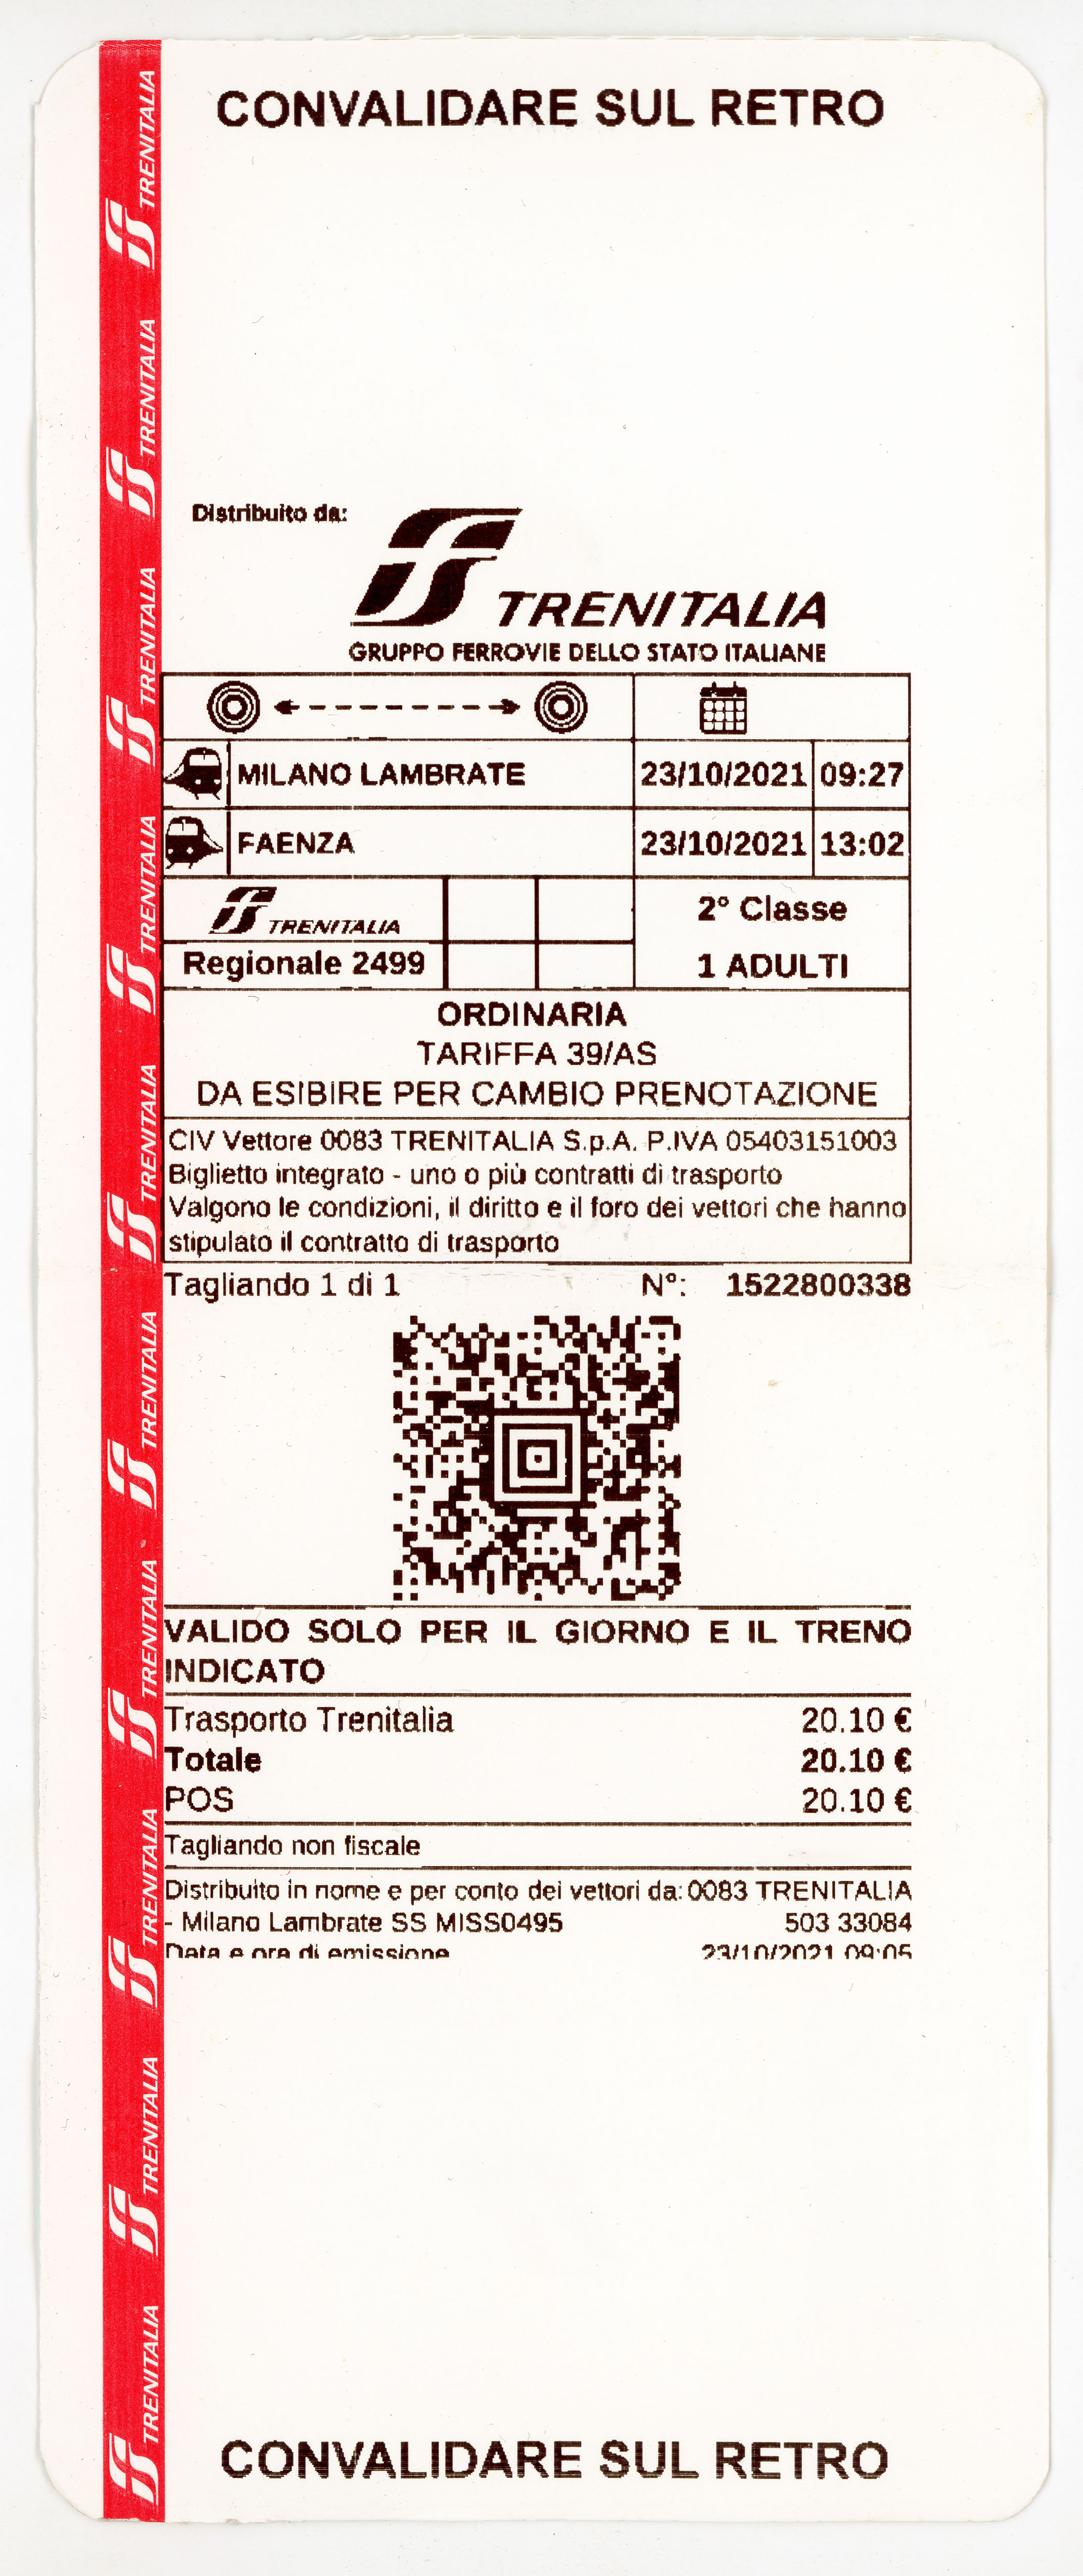 CONVALIDARE SUL RETRO
Distribuito da:
TRENITALIA
GRUPPO FERROVIE DELLO STATO ITALIANE
MILANO LAMBRATE 23/10/2021 09:27
FAENZA 23/10/2021 13:02
TRENITALIA 2° Classe
Regionale 2499 1 ADULTI
ORDINARIA
TARIFFA 39/AS
DA ESIBIRE PER CAMBIO PRENOTAZIONE
CIV Vettore 0083 TRENITALIA S.p.A. P.IVA 05403151003
Biglietto integrato - uno o più contratti di trasporto
Valgono le condizioni, il diritto e il foro dei vettori che hanno
stipulato il contratto di trasporto
Tagliando 1 di 1 N°: 1522800338
VALIDO SOLO PER IL GIORNO E IL TRENO
INDICATO
Trasporto Trenitalia 20.10 €
Totale 20.10 €
POS 20.10 €
Tagliando non fiscale
Distribuito in nome e per conto dei vettori da: 0083 TRENITALIA
- Milano Lambrate SS MISS0495 503 33084
Data e ora di emissione 23/10/2021 09:05
CONVALIDARE SUL RETRO
TRENITALIA
TRENITALIA
TRENITALIA
TRENITALIA
TRENITALIA
TRENITALIA
TRENITALIA
TRENITALIA
TRENITALIA
TRENITALIA